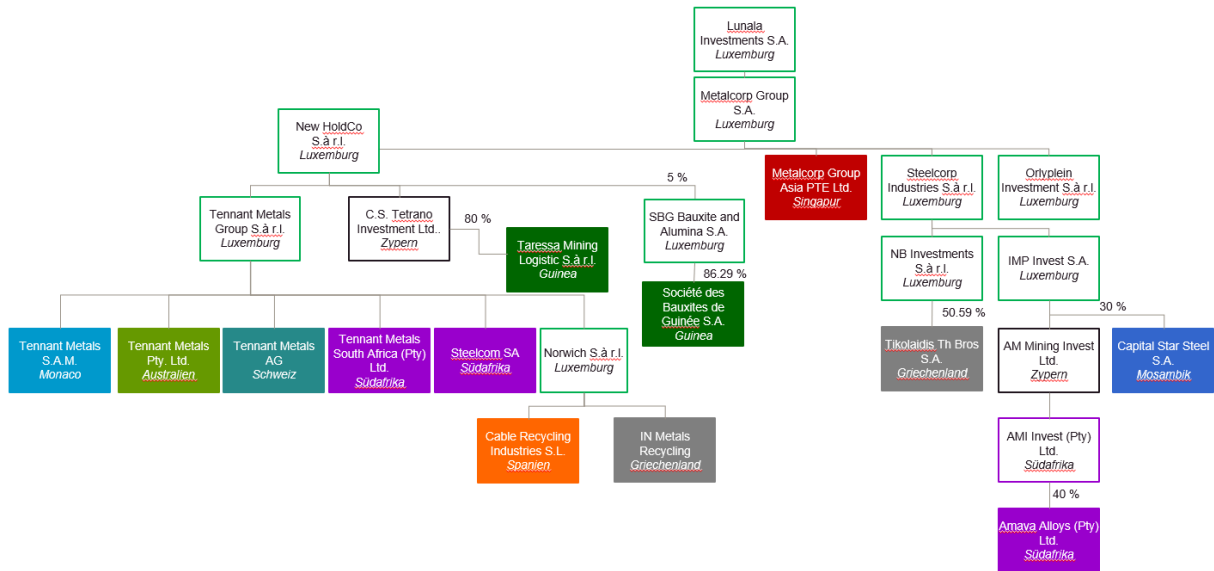 Lunala
Investments S.A.
Luxemburg
Metalcorp Group
S.A.
Luxemburg
New HoldCo
S.à r.l.
Luxemburg
Metalcorp Group
Asia PTE Ltd.
Singapur
Steelcorp
Industries S.à r.l.
Luxemburg
Orlyplein
Investment S.à r.l.
Luxemburg
5 %
Tennant Metals
Group S.à r.l.
Luxemburg
C.S. Tetrano
Investment Ltd..
Zypern
80 %
Taressa Mining
Logistic S.à r.l.
Guinea
SBG Bauxite and
Alumina S.A.
Luxemburg
86.29 %
Société des
Bauxites de
Guinée S.A.
Guinea
NB Investments
S.à r.l.
Luxemburg
IMP Invest S.A.
Luxemburg
50.59 %
30 %
Tennant Metals
S.A.M.
Monaco
Tennant Metals
Pty. Ltd.
Australien
Tennant Metals
AG
Schweiz
Tennant Metals
South Africa (Pty)
Ltd.
Südafrika
Steelcom SA
Südafrika
Norwich S.à r.l.
Luxemburg
Tikolaidis Th Bros
S.A.
Griechenland
AM Mining Invest
Ltd.
Zypern
Capital Star Steel
S.A.
Mosambik
Cable Recycling
Industries S.L.
Spanien
IN Metals
Recycling
Griechenland
AMI Invest (Pty)
Ltd.
Südafrika
40 %
Amava Alloys (Pty)
Ltd.
Südafrika